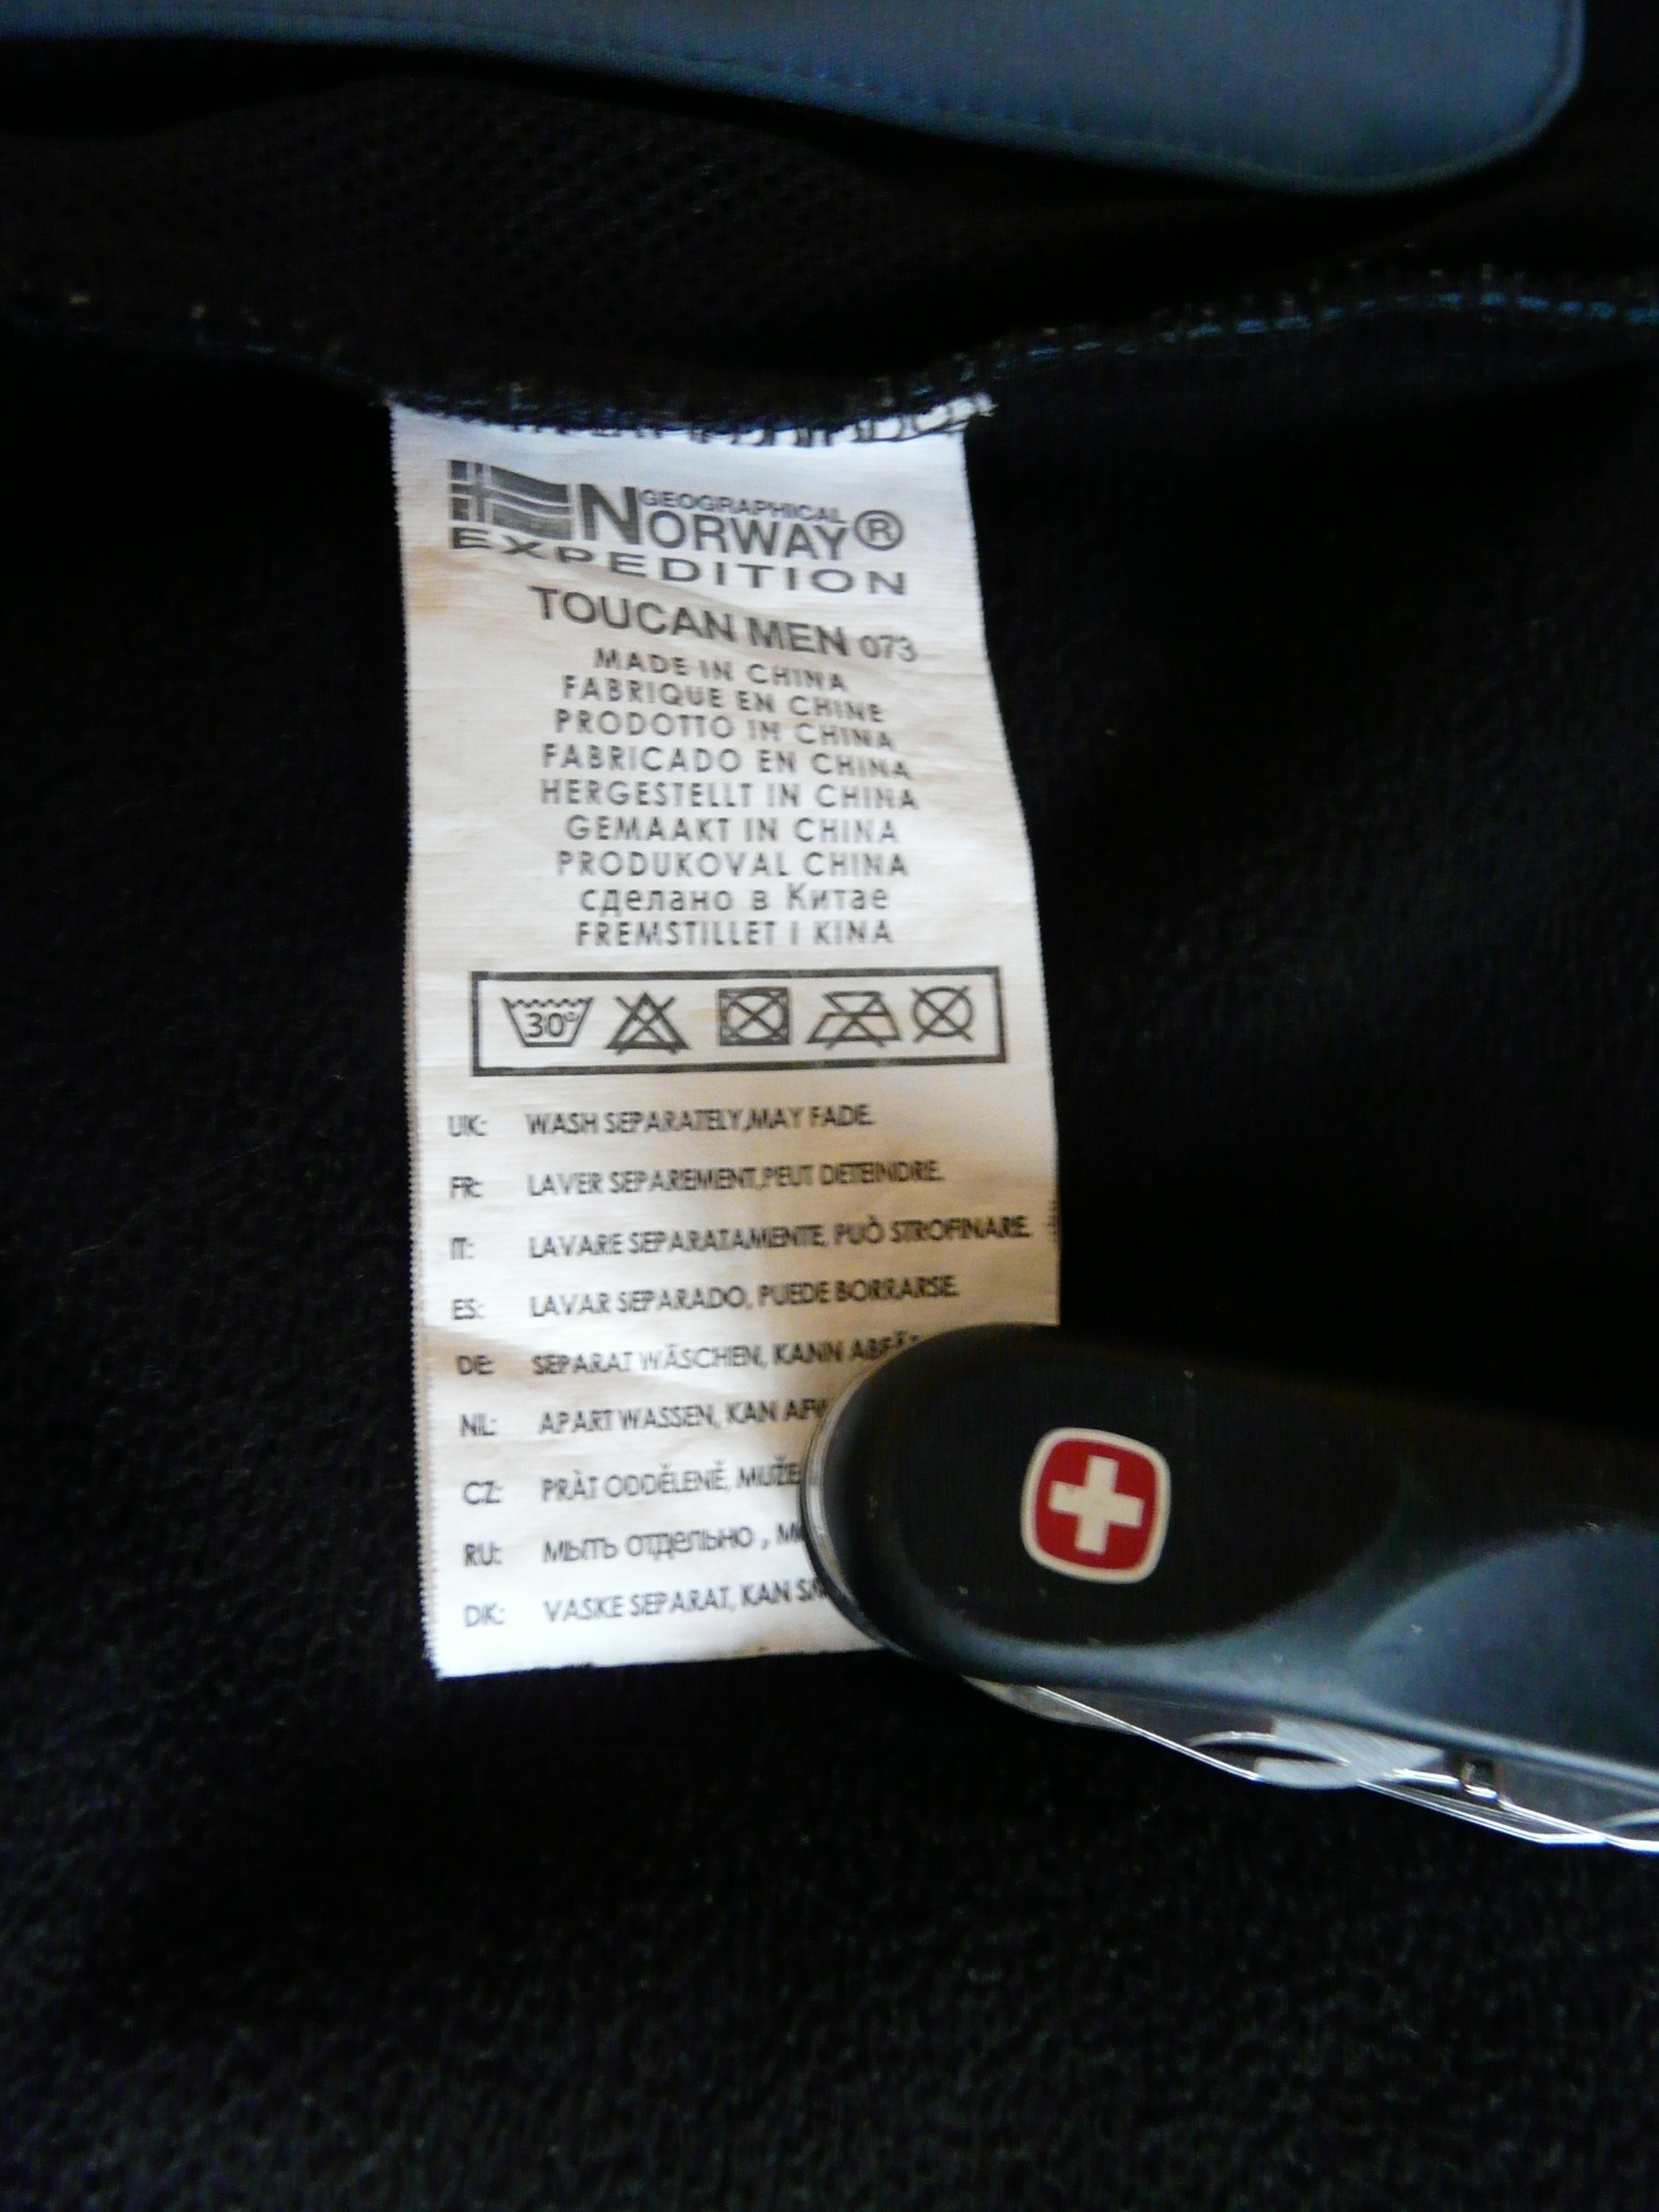 GEOGRAPHICAL
NORWAY®
EXPEDITION
TOUCAN MEN 073
MADE IN CHINA
FABRIQUE EN CHINE
PRODOTTO IN CHINA
FABRICADO EN CHINA
HERGESTELLT IN CHINA
GEMAAKT IN CHINA
PRODUKOVAL CHINA
сделано в Китае
FREMSTILLET I KINA
30°
UK: WASH SEPARATELY,MAY FADE.
FR: LAVER SEPAREMENT,PEUT DETEINDRE.
IT: LAVARE SEPARATAMENTE, PUÒ STROFINARE.
ES: LAVAR SEPARADO, PUEDE BORRARSE.
DE: SEPARAT WÄSCHEN, KANN
NL: APART WASSEN, KAN
CZ: PRÀT ODDĚLENĚ, MUŽE
RU: МЫТЬ ОТДЕЛЬНО ,
DK: VASKE SEPARAT, KAN